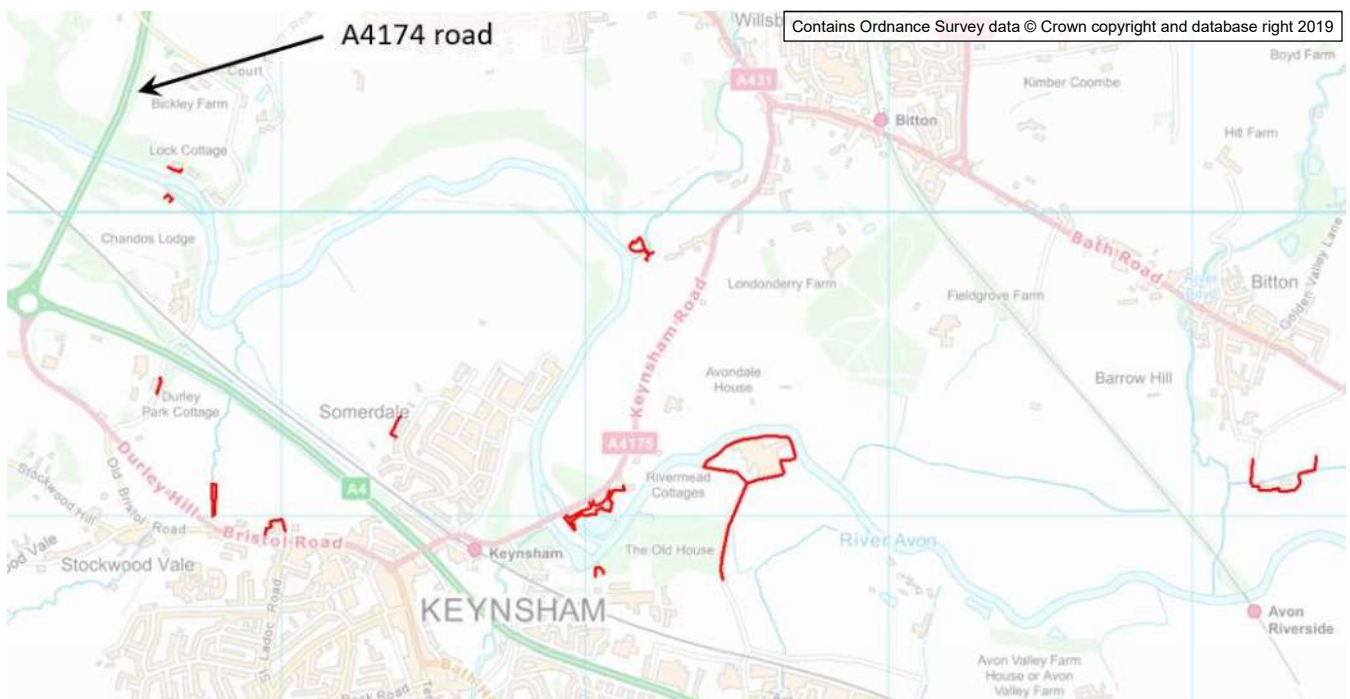 Contains Ordnance Survey data © Crown copyright and database right 2019
A4174 road
Court
Bickley Farm
Lock Cottage
Chandos Lodge
A431
Bitton
Kimber Coombe
Boyd Farm
Hill Farm
Londonderry Farm
Fieldgrove Farm
Bath Road
River
Boyd
Bitton
Golden Valley Lane
Keynsham Road
Avondale
House
Barrow Hill
Durley
Park Cottage
Somerdale
A4175
Rivermead
Cottages
A4
Durley Hill
Old Bristol Road
Stockwood Hill
Bristol Road
Stockwood Vale
Keynsham
The Old House
River Avon
KEYNSHAM
St Ladoc Road
Avon
Riverside
Avon Valley Farm
House or Avon
Valley Farm